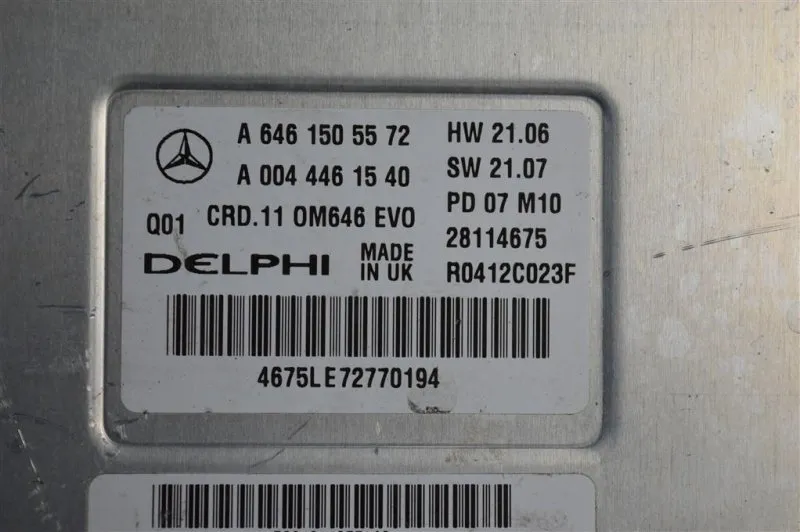 A 646 150 55 72
A 004 446 15 40
Q01 CRD.11 OM646 EVO
DELPHI
MADE
IN UK
HW 21.06
SW 21.07
PD 07 M10
28114675
R0412C023F
4675LE72770194